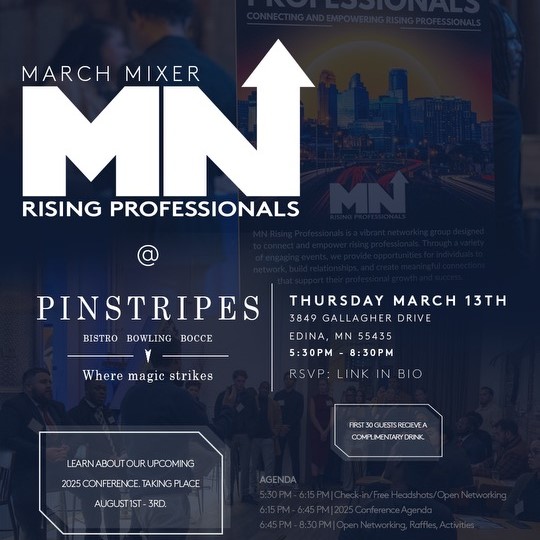 PROFESSIONALS
CONNECTING AND EMPOWERING RISING PROFESSIONALS
MARCH MIXER
MN
RISING PROFESSIONALS
MN
RISING PROFESSIONALS
MN Rising Professionals is a vibrant networking group designed
to connect and empower rising professionals. Through a variety
of engaging events, we provide opportunities for individuals to
network, build relationships, and create meaningful connections
that support their professional growth and success.
@
PINSTRIPES
BISTRO BOWLING BOCCE
Where magic strikes
THURSDAY MARCH 13TH
3849 GALLAGHER DRIVE
EDINA, MN 55435
5:30PM - 8:30PM
RSVP: LINK IN BIO
FIRST 30 GUESTS RECIEVE A
COMPLIMENTARY DRINK.
LEARN ABOUT OUR UPCOMING
2025 CONFERENCE. TAKING PLACE
AUGUST 1ST - 3RD.
AGENDA
5:30 PM - 6:15 PM | Check-in/Free Headshots/Open Networking
6:15 PM - 6:45 PM | 2025 Conference Agenda
6:45 PM - 8:30 PM | Open Networking, Raffles, Activities